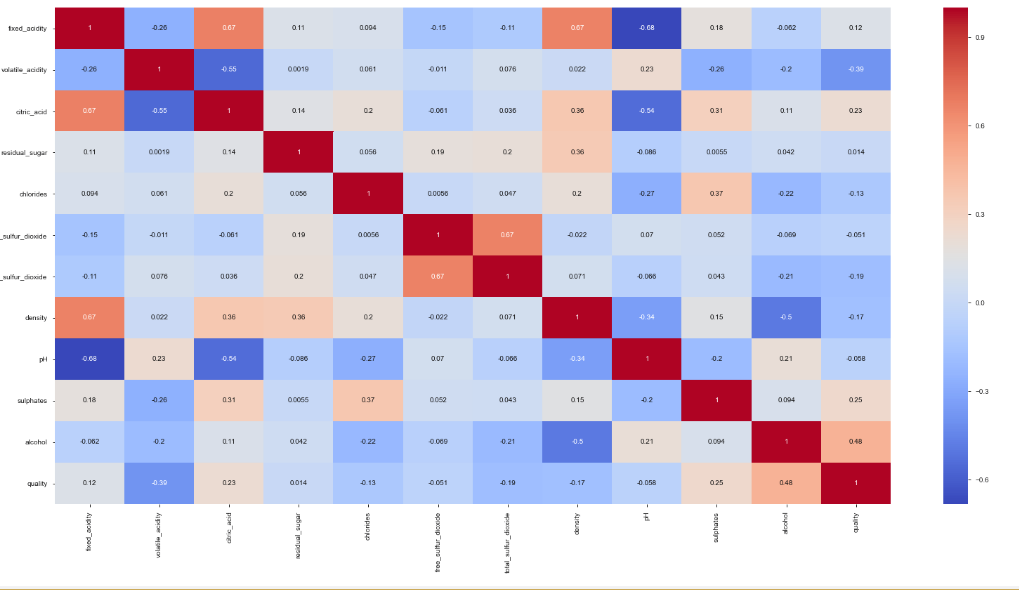 fixed_acidity 1 -0.26 0.67 0.11 0.094 -0.15 -0.11 0.67 -0.68 0.18 -0.062 0.12
volatile_acidity -0.26 1 -0.55 0.0019 0.061 -0.011 0.076 0.022 0.23 -0.26 -0.2 -0.39
citric_acid 0.67 -0.55 1 0.14 0.2 -0.061 0.036 0.36 -0.54 0.31 0.11 0.23
residual_sugar 0.11 0.0019 0.14 1 0.056 0.19 0.2 0.36 -0.086 0.0055 0.042 0.014
chlorides 0.094 0.061 0.2 0.056 1 0.0056 0.047 0.2 -0.27 0.37 -0.22 -0.13
_sulfur_dioxide -0.15 -0.011 -0.061 0.19 0.0056 1 0.67 -0.022 0.07 0.052 -0.069 -0.051
_sulfur_dioxide -0.11 0.076 0.036 0.2 0.047 0.67 1 0.071 -0.066 0.043 -0.21 -0.19
density 0.67 0.022 0.36 0.36 0.2 -0.022 0.071 1 -0.34 0.15 -0.5 -0.17
pH -0.68 0.23 -0.54 -0.086 -0.27 0.07 -0.066 -0.34 1 -0.2 0.21 -0.058
sulphates 0.18 -0.26 0.31 0.0055 0.37 0.052 0.043 0.15 -0.2 1 0.094 0.25
alcohol -0.062 -0.2 0.11 0.042 -0.22 -0.069 -0.21 -0.5 0.21 0.094 1 0.48
quality 0.12 -0.39 0.23 0.014 -0.13 -0.051 -0.19 -0.17 -0.058 0.25 0.48 1
fixed_acidity
volatile_acidity
citric_acid
residual_sugar
chlorides
free_sulfur_dioxide
total_sulfur_dioxide
density
pH
sulphates
alcohol
quality
0.9
0.6
0.3
0.0
-0.3
-0.6